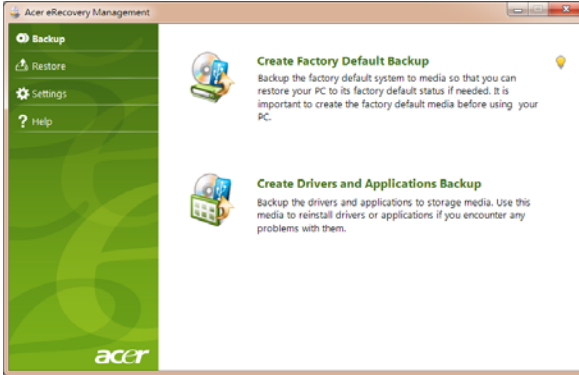 Acer eRecovery Management
Backup
Restore
Settings
? Help
Create Factory Default Backup
Backup the factory default system to media so that you can
restore your PC to its factory default status if needed. It is
important to create the factory default media before using your
PC.
Create Drivers and Applications Backup
Backup the drivers and applications to storage media. Use this
media to reinstall drivers or applications if you encounter any
problems with them.
acer